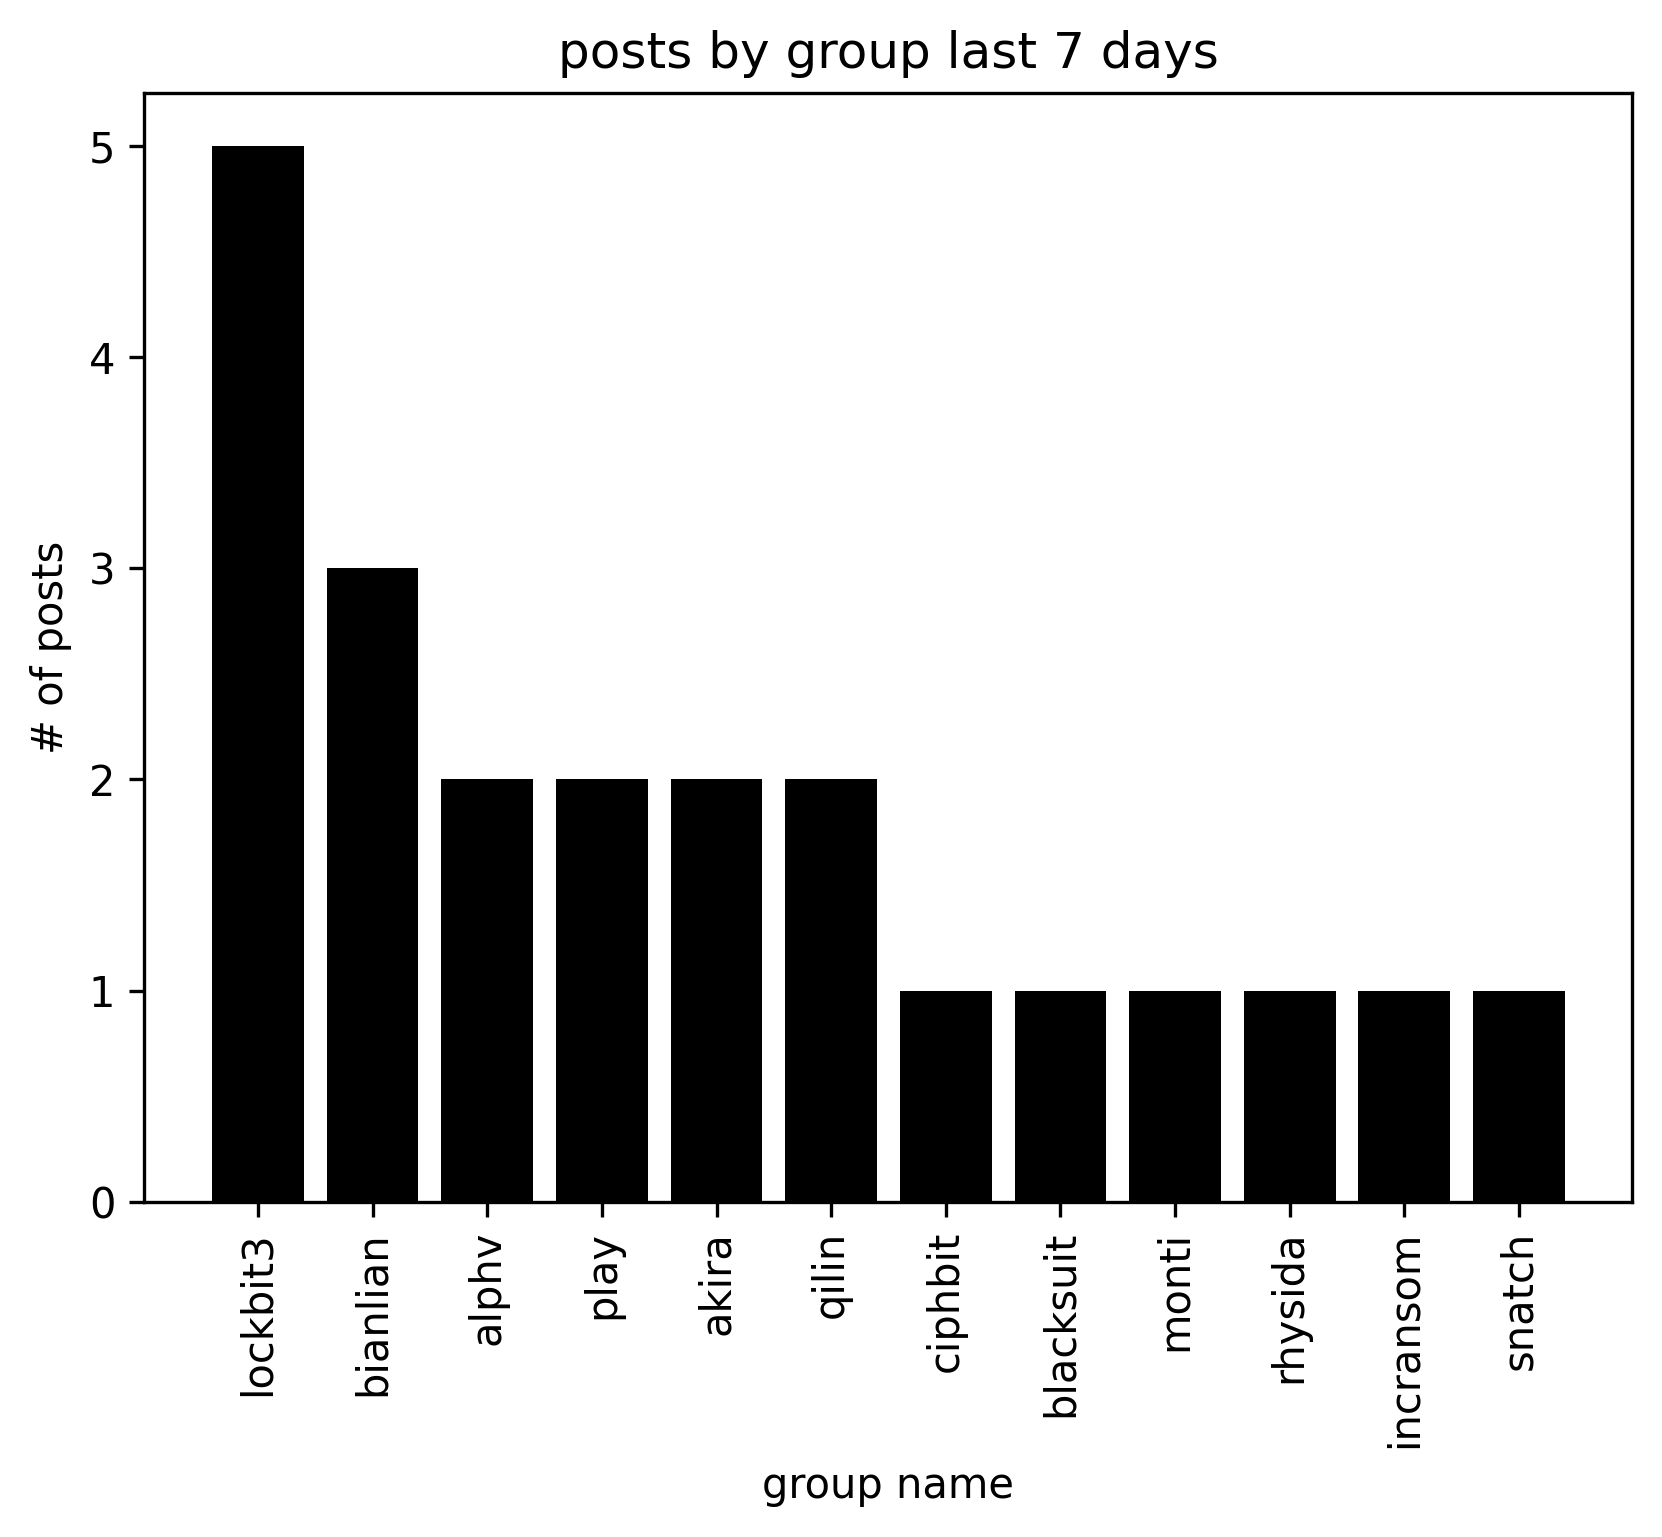 posts by group last 7 days
# of posts
5
4
3
2
1
0
lockbit3
bianlian
alphv
play
akira
qilin
ciphbit
blacksuit
monti
rhysida
incransom
snatch
group name